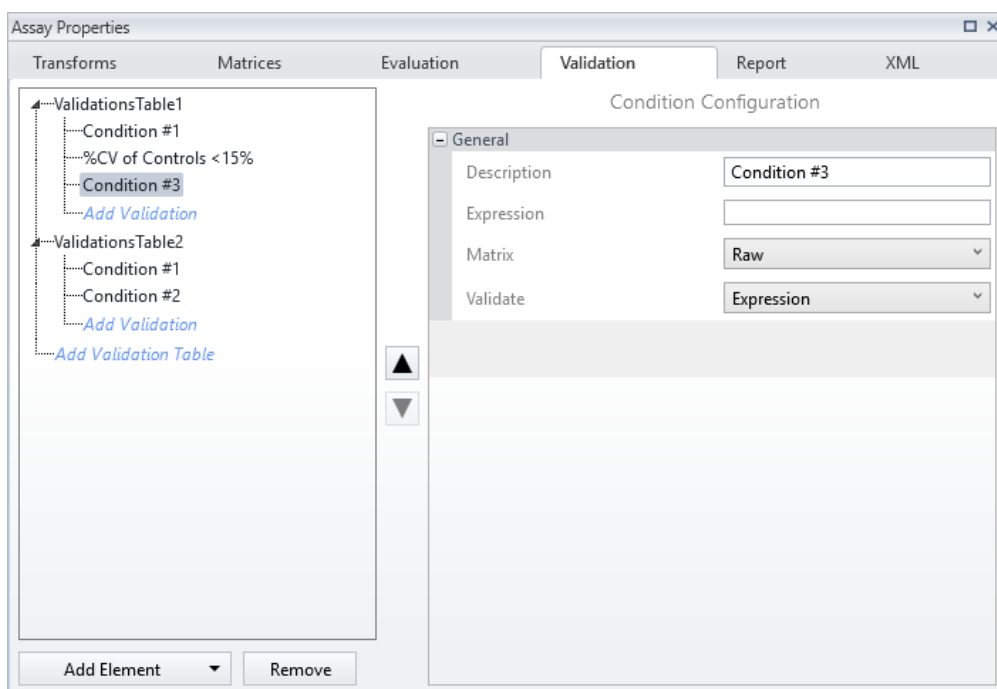 Assay Properties
Transforms Matrices Evaluation Validation Report XML
ValidationsTable1
Condition #1
%CV of Controls <15%
Condition #3
Add Validation
ValidationsTable2
Condition #1
Condition #2
Add Validation
Add Validation Table
Add Element Remove
Condition Configuration
General
Description Condition #3
Expression
Matrix Raw
Validate Expression